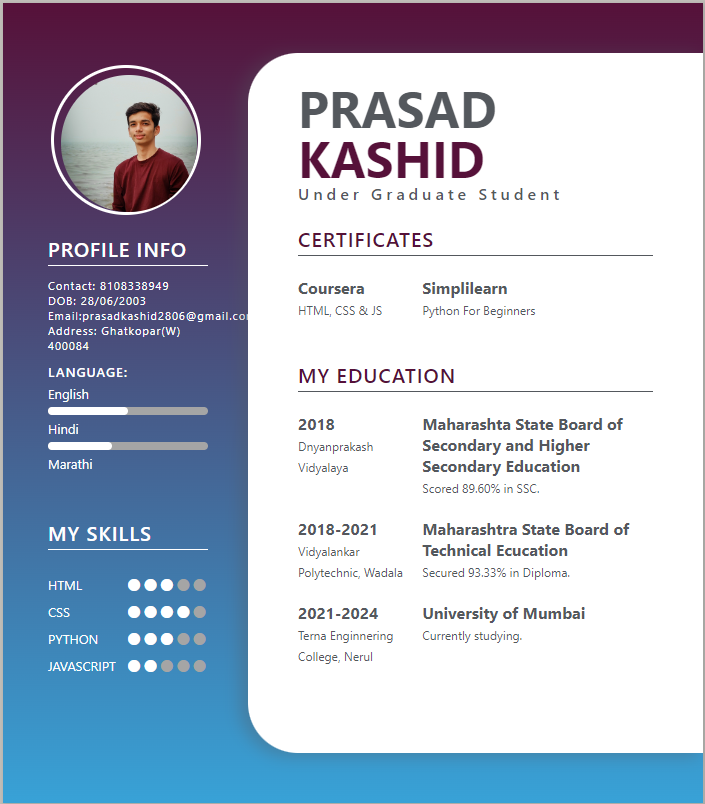 PRASAD
KASHID
Under Graduate Student
PROFILE INFO
Contact: 8108338949
DOB: 28/06/2003
Email:prasadkashid2806@gmail.co
Address: Ghatkopar(W)
400084
LANGUAGE:
English
Hindi
Marathi
MY SKILLS
HTML
CSS
PYTHON
JAVASCRIPT
CERTIFICATES
Coursera
HTML, CSS & JS
Simplilearn
Python For Beginners
MY EDUCATION
2018
Dnyanprakash
Vidyalaya
Maharashta State Board of
Secondary and Higher
Secondary Education
Scored 89.60% in SSC.
2018-2021
Vidyalankar
Polytechnic, Wadala
Maharashtra State Board of
Technical Ecucation
Secured 93.33% in Diploma.
2021-2024
Terna Enginnering
College, Nerul
University of Mumbai
Currently studying.